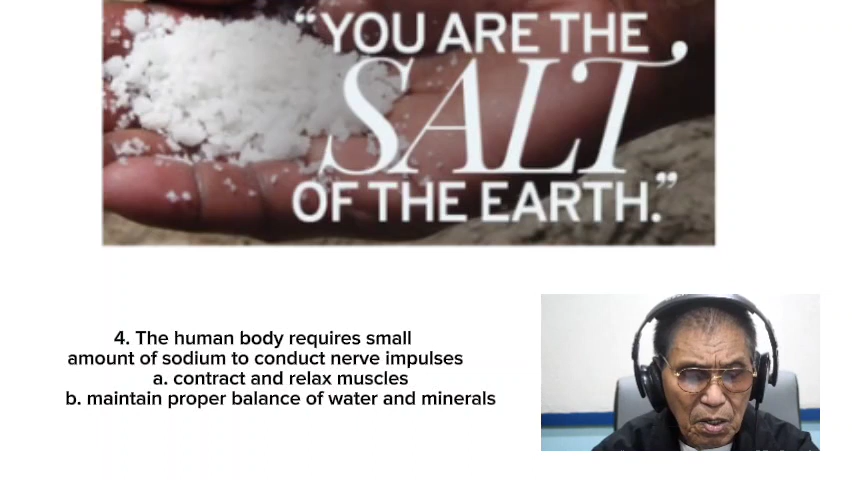 “YOU ARE THE
SALT
OF THE EARTH.”
4. The human body requires small
amount of sodium to conduct nerve impulses
a. contract and relax muscles
b. maintain proper balance of water and minerals